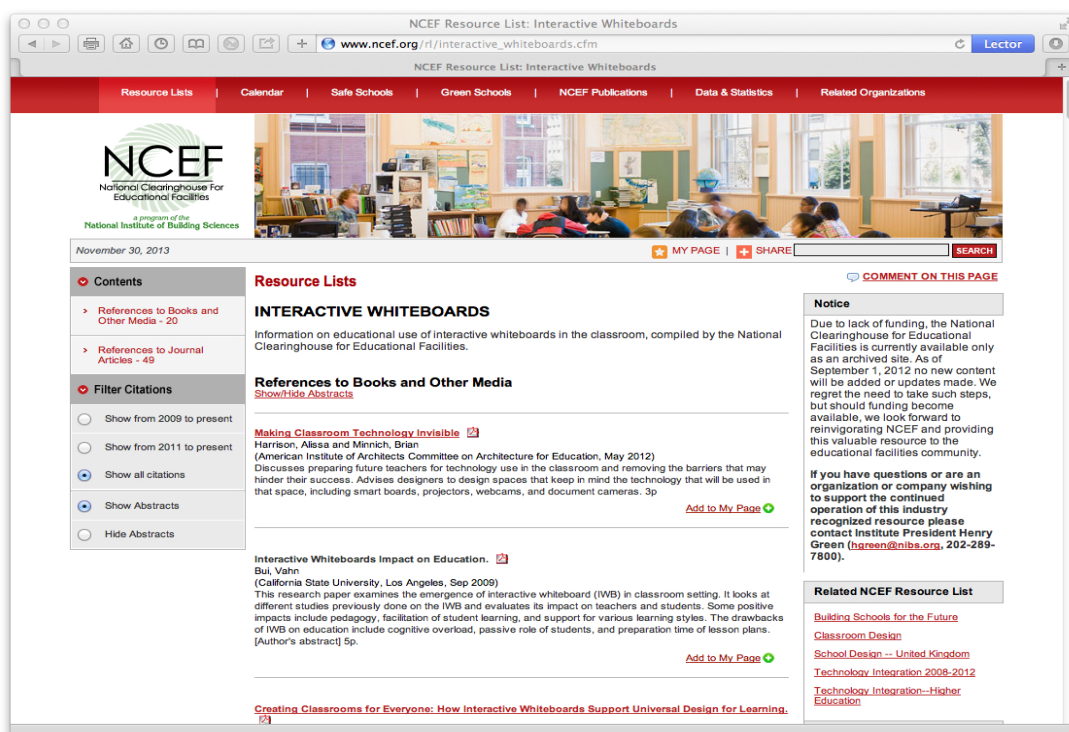 NCEF Resource List: Interactive Whiteboards
www.ncef.org/rl/interactive_whiteboards.cfm
Lector
NCEF Resource List: Interactive Whiteboards
Resource Lists | Calendar | Safe Schools | Green Schools | NCEF Publications | Data & Statistics | Related Organizations
NCEF
National Clearinghouse For
Educational Facilities
a program of the
National Institute of Building Sciences
November 30, 2013
MY PAGE | SHARE
SEARCH
Contents
References to Books and
Other Media - 20
References to Journal
Articles - 49
Filter Citations
Show from 2009 to present
Show from 2011 to present
Show all citations
Show Abstracts
Hide Abstracts
Resource Lists
INTERACTIVE WHITEBOARDS
Information on educational use of interactive whiteboards in the classroom, compiled by the National
Clearinghouse for Educational Facilities.
References to Books and Other Media
Show/Hide Abstracts
Making Classroom Technology Invisible
Harrison, Alissa and Minnich, Brian
(American Institute of Architects Committee on Architecture for Education, May 2012)
Discusses preparing future teachers for technology use in the classroom and removing the barriers that may
hinder their success. Advises designers to design spaces that keep in mind the technology that will be used in
that space, including smart boards, projectors, webcams, and document cameras. 3p
Add to My Page
Interactive Whiteboards Impact on Education.
Bui, Vahn
(California State University, Los Angeles, Sep 2009)
This research paper examines the emergence of interactive whiteboard (IWB) in classroom setting. It looks at
different studies previously done on the IWB and evaluates its impact on teachers and students. Some positive
impacts include pedagogy, facilitation of student learning, and support for various learning styles. The drawbacks
of IWB on education include cognitive overload, passive role of students, and preparation time of lesson plans.
[Author's abstract] 5p.
Add to My Page
Creating Classrooms for Everyone: How Interactive Whiteboards Support Universal Design for Learning.
COMMENT ON THIS PAGE
Notice
Due to lack of funding, the National
Clearinghouse for Educational
Facilities is currently available only
as an archived site. As of
September 1, 2012 no new content
will be added or updates made. We
regret the need to take such steps,
but should funding become
available, we look forward to
reinvigorating NCEF and providing
this valuable resource to the
educational facilities community.
If you have questions or are an
organization or company wishing
to support the continued
operation of this industry
recognized resource please
contact Institute President Henry
Green (hgreen@nibs.org, 202-289-
7800).
Related NCEF Resource List
Building Schools for the Future
Classroom Design
School Design -- United Kingdom
Technology Integration 2008-2012
Technology Integration--Higher
Education